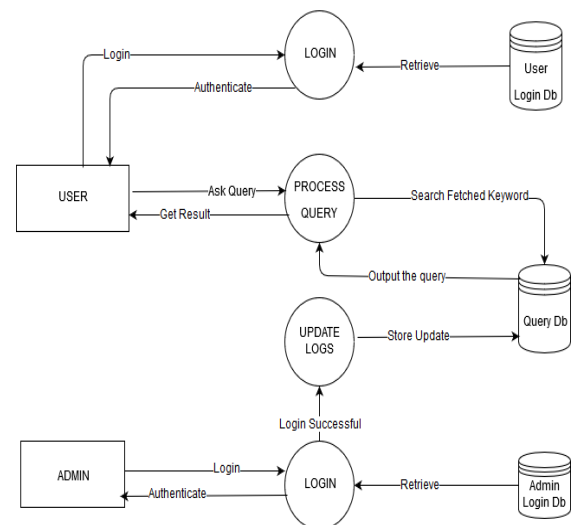 Login
LOGIN
Retrieve
User
Login Db
Authenticate
USER
Ask Query
PROCESS
QUERY
Search Fetched Keyword
Get Result
Output the query
Query Db
UPDATE
LOGS
Store Update
Login Successful
ADMIN
Login
LOGIN
Retrieve
Admin
Login Db
Authenticate